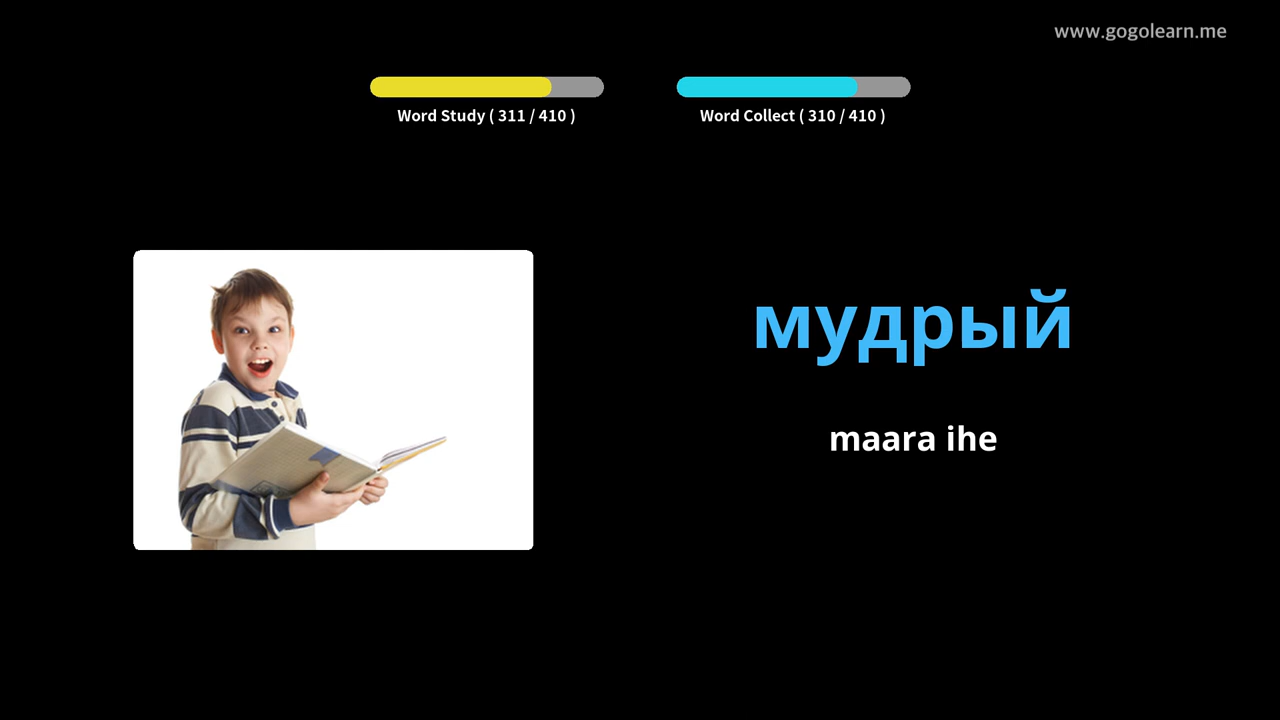 www.gogolearn.me
Word Study ( 311 / 410 )
Word Collect ( 310 / 410 )
мудрый
maara ihe